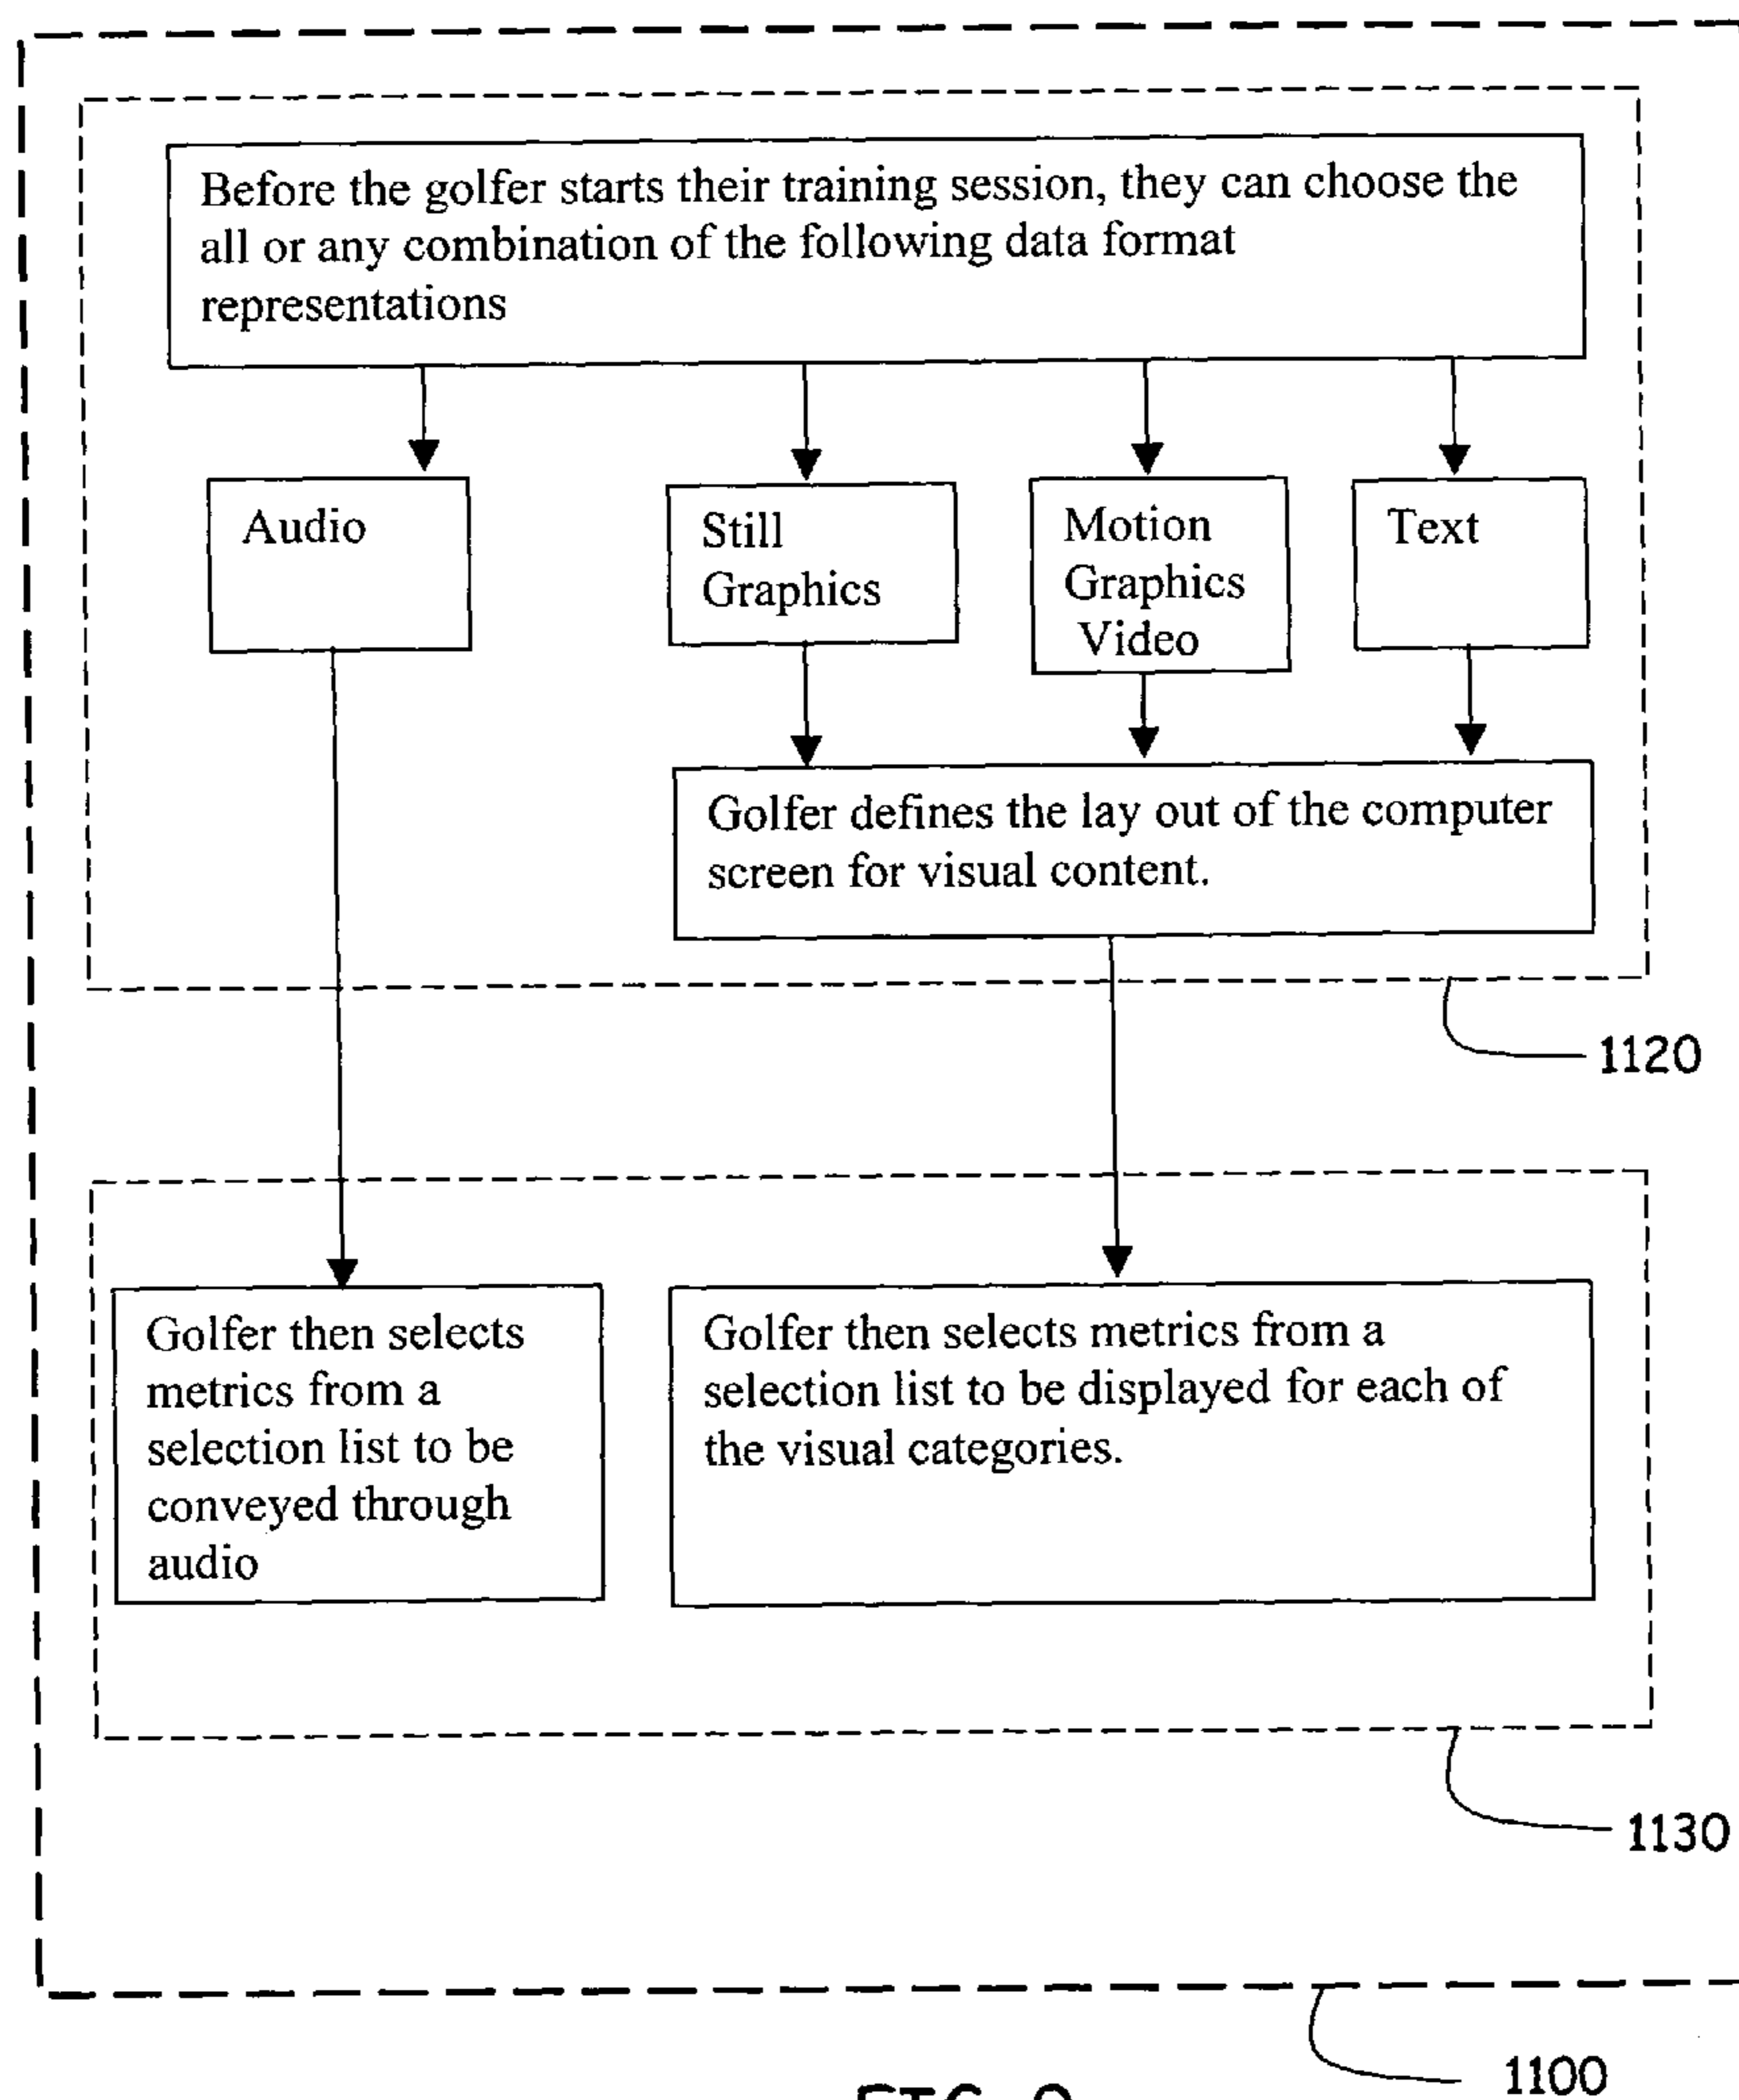 Before the golfer starts their training session, they can choose the
all or any combination of the following data format
representations
Audio
Still
Graphics
Motion
Graphics
Video
Text
Golfer defines the lay out of the computer
screen for visual content.
1120
Golfer then selects
metrics from a
selection list to be
conveyed through
audio
Golfer then selects metrics from a
selection list to be displayed for each of
the visual categories.
1130
1100